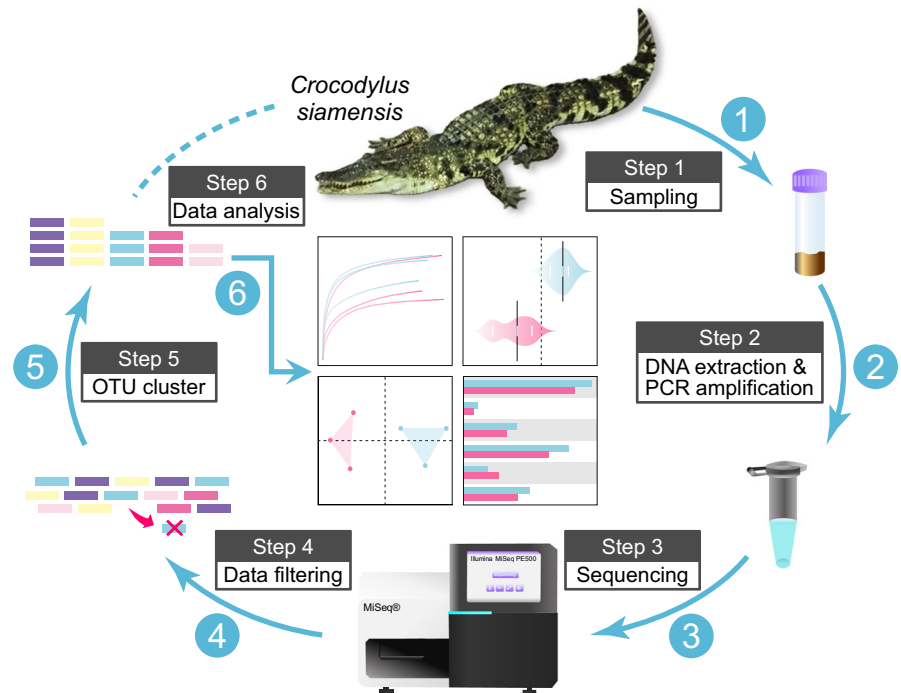 Crocodylus
siamensis
1
Step 1
Sampling
Step 2
DNA extraction &
PCR amplification
2
Step 3
Sequencing
3
Illumina MiSeq PE500
MiSeq®
Step 4
Data filtering
4
Step 5
OTU cluster
5
Step 6
Data analysis
6